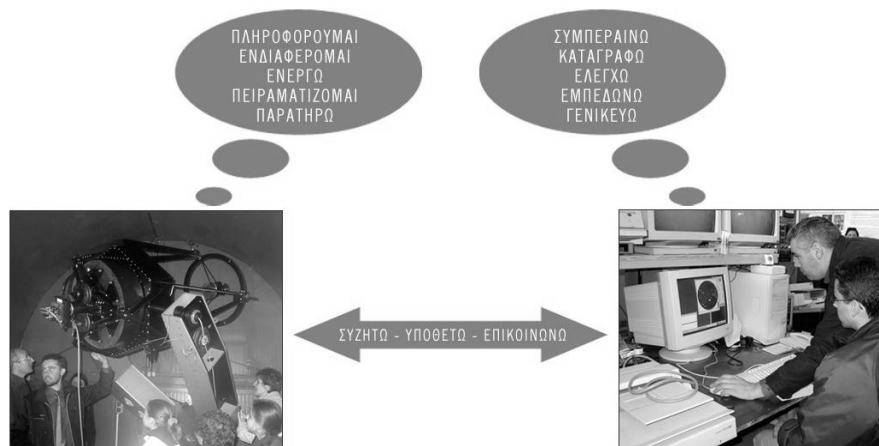 ΠΛΗΡΟΦΟΡΟΥΜΑΙ
ΕΝΔΙΑΦΕΡΟΜΑΙ
ΕΝΕΡΓΩ
ΠΕΙΡΑΜΑΤΙΖΟΜΑΙ
ΠΑΡΑΤΗΡΩ
ΣΥΜΠΕΡΑΙΝΩ
ΚΑΤΑΓΡΑΦΩ
ΕΛΕΓΧΩ
ΕΜΠΕΔΩΝΩ
ΓΕΝΙΚΕΥΩ
ΣΥΖΗΤΩ - ΥΠΟΘΕΤΩ - ΕΠΙΚΟΙΝΩΝΩ